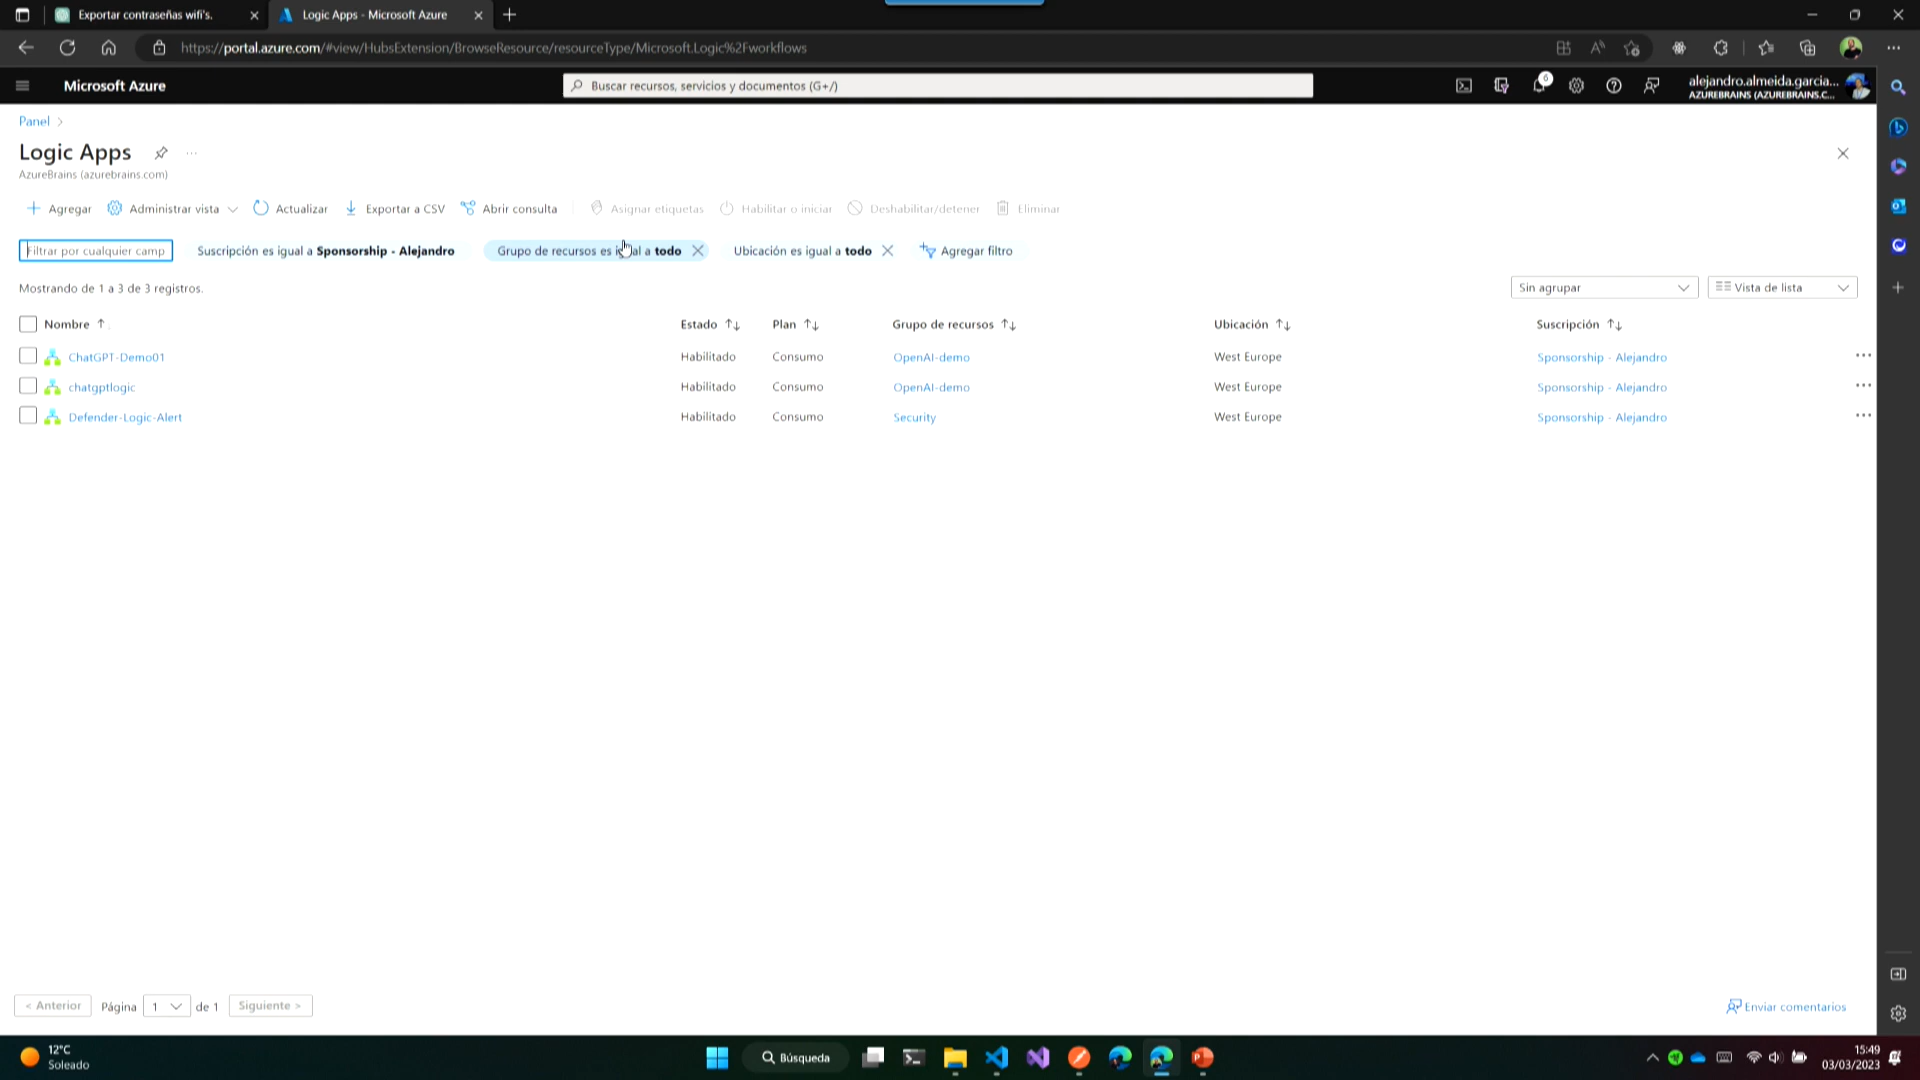 Exportar contraseñas wifi's.
Logic Apps - Microsoft Azure
https://portal.azure.com/#view/HubsExtension/BrowseResource/resourceType/Microsoft.Logic%2Fworkflows
Microsoft Azure
Buscar recursos, servicios y documentos (G+/)
6
alejandro.almeida.garcia...
AZUREBRAINS (AZUREBRAINS.C...
Panel >
Logic Apps
AzureBrains (azurebrains.com)
Agregar
Administrar vista
Actualizar
Exportar a CSV
Abrir consulta
Asignar etiquetas
Habilitar o iniciar
Deshabilitar/detener
Eliminar
Filtrar por cualquier camp
Suscripción es igual a Sponsorship - Alejandro
Grupo de recursos es igual a todo
Ubicación es igual a todo
Agregar filtro
Mostrando de 1 a 3 de 3 registros.
Sin agrupar
Vista de lista
Nombre ↑ Estado ↑↓ Plan ↑↓ Grupo de recursos ↑↓ Ubicación ↑↓ Suscripción ↑↓
ChatGPT-Demo01 Habilitado Consumo OpenAI-demo West Europe Sponsorship - Alejandro
chatgptlogic Habilitado Consumo OpenAI-demo West Europe Sponsorship - Alejandro
Defender-Logic-Alert Habilitado Consumo Security West Europe Sponsorship - Alejandro
< Anterior Página 1 de 1 Siguiente >
Enviar comentarios
12°C
Soleado
Búsqueda
15:49
03/03/2023